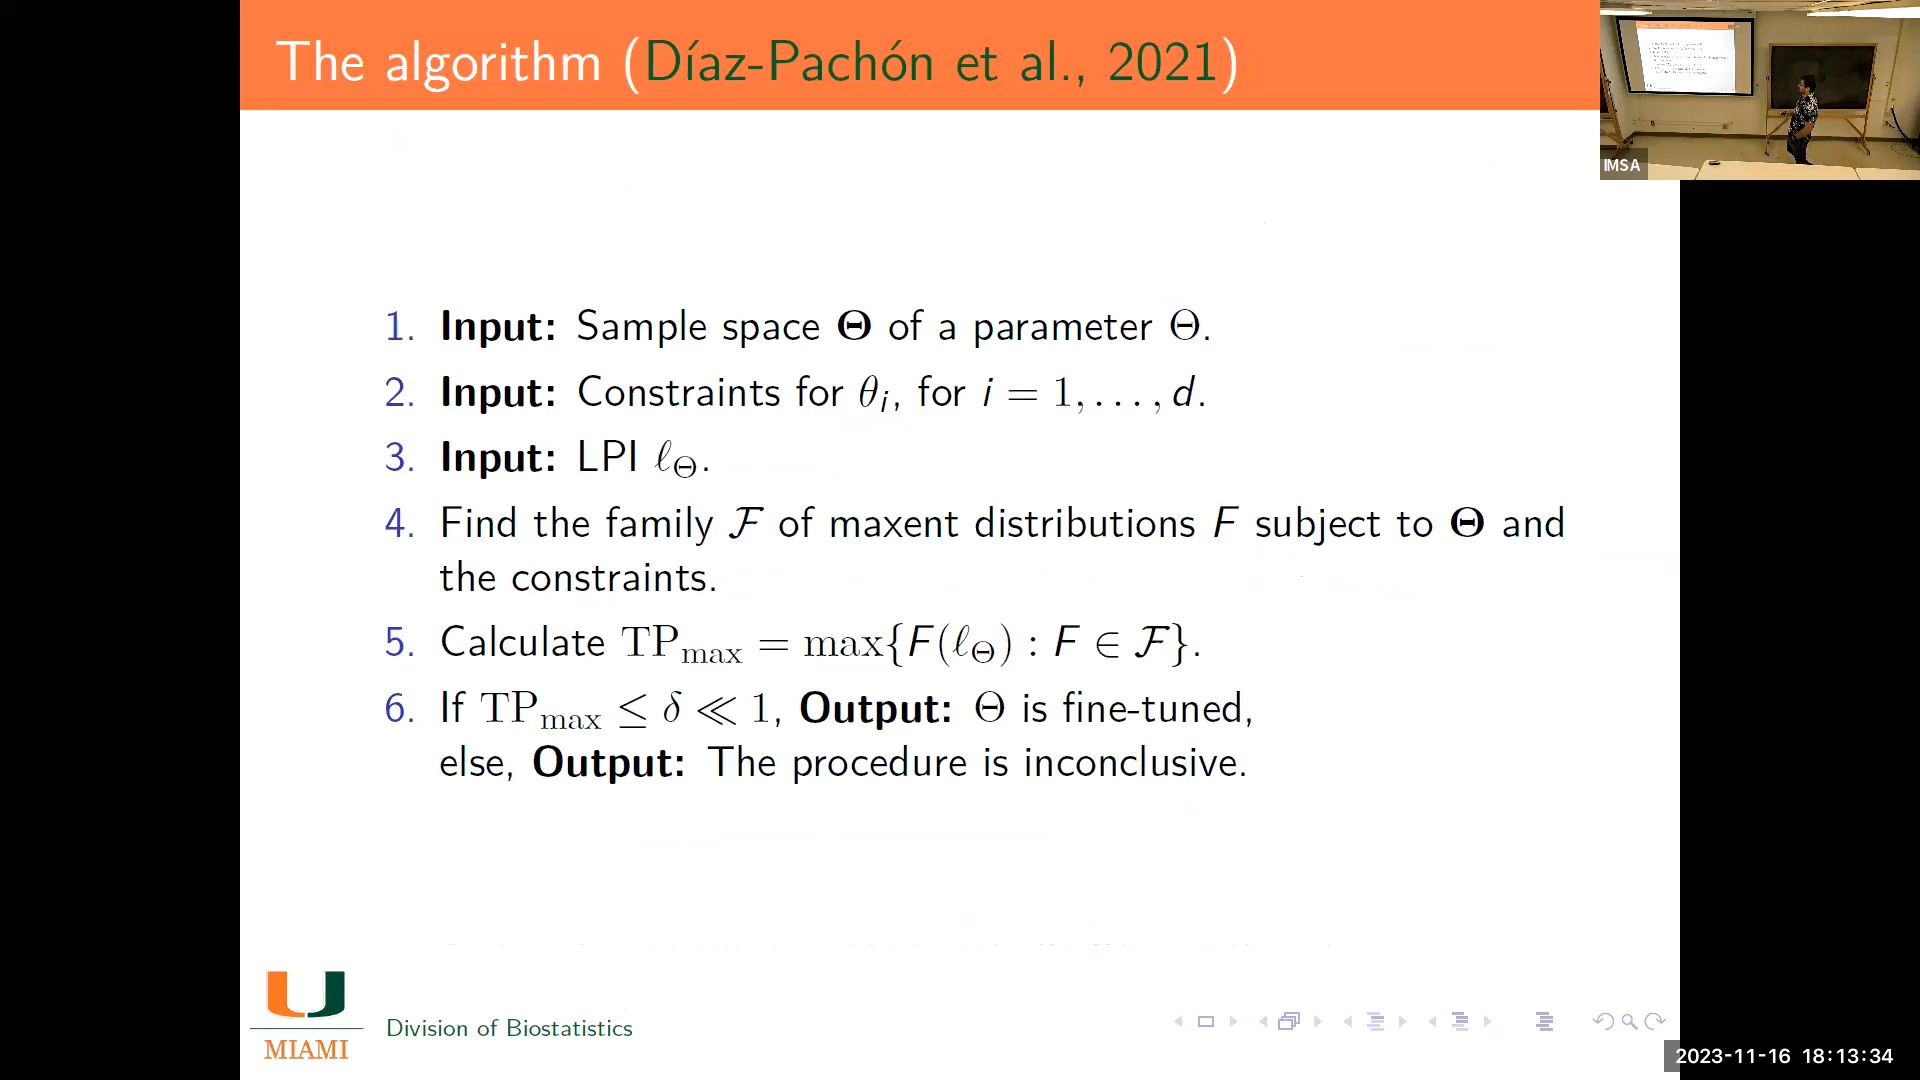 The algorithm (Díaz-Pachón et al., 2021)
IMSA
1. Input: Sample space Θ of a parameter Θ.
2. Input: Constraints for θᵢ, for i = 1, . . . , d.
3. Input: LPI ℓ_Θ.
4. Find the family ℱ of maxent distributions F subject to Θ and
the constraints.
5. Calculate TP_max = max{F(ℓ_Θ) : F ∈ ℱ}.
6. If TP_max ≤ δ ≪ 1, Output: Θ is fine-tuned,
else, Output: The procedure is inconclusive.
MIAMI
Division of Biostatistics
2023-11-16 18:13:34